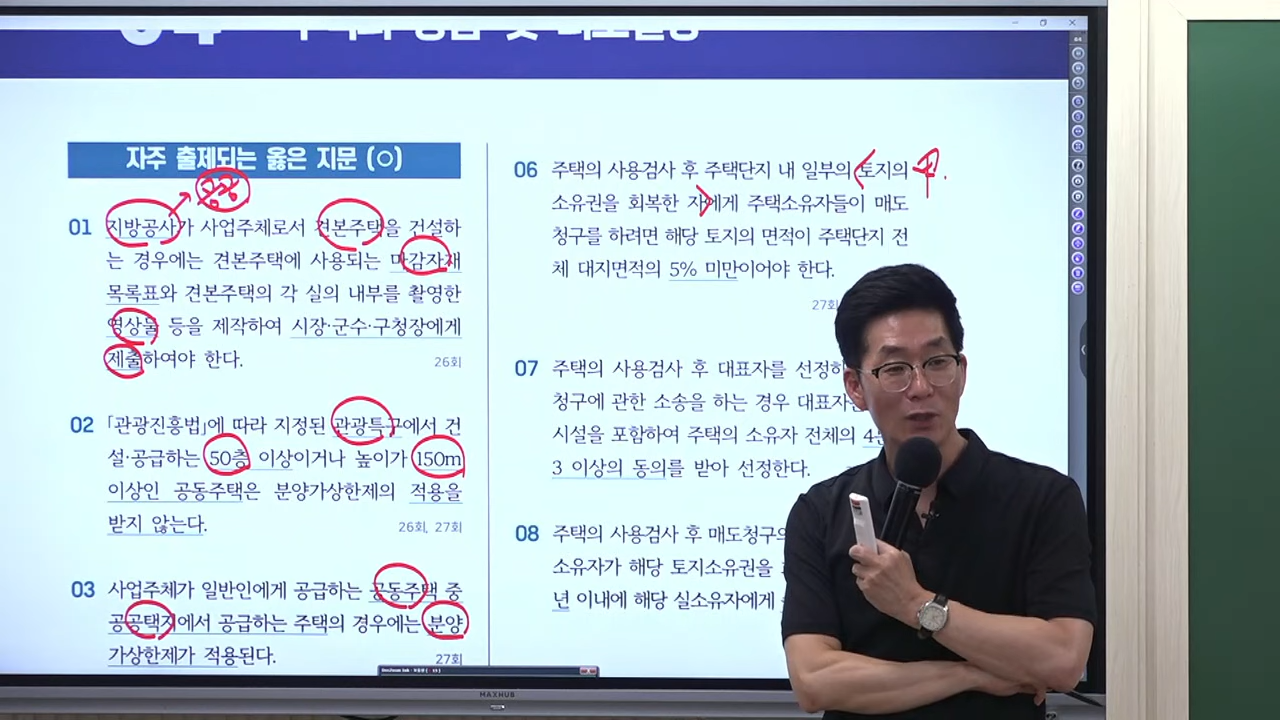 자주 출제되는 옳은 지문 (○)
공공
01 지방공사가 사업주체로서 견본주택을 건설하
는 경우에는 견본주택에 사용되는 마감자재
목록표와 견본주택의 각 실의 내부를 촬영한
영상물 등을 제작하여 시장·군수·구청장에게
제출하여야 한다. 26회
02 「관광진흥법」에 따라 지정된 관광특구에서 건
설·공급하는 50층 이상이거나 높이가 150m
이상인 공동주택은 분양가상한제의 적용을
받지 않는다. 26회, 27회
03 사업주체가 일반인에게 공급하는 공동주택 중
공공택지에서 공급하는 주택의 경우에는 분양
가상한제가 적용된다. 27회
06 주택의 사용검사 후 주택단지 내 일부의 토지의
소유권을 회복한 자에게 주택소유자들이 매도
청구를 하려면 해당 토지의 면적이 주택단지 전
체 대지면적의 5% 미만이어야 한다.
27회
07 주택의 사용검사 후 대표자를 선정하
청구에 관한 소송을 하는 경우 대표자는
시설을 포함하여 주택의 소유자 전체의 4분
3 이상의 동의를 받아 선정한다.
08 주택의 사용검사 후 매도청구의
소유자가 해당 토지소유권을
년 이내에 해당 실소유자에게
MAXHUB